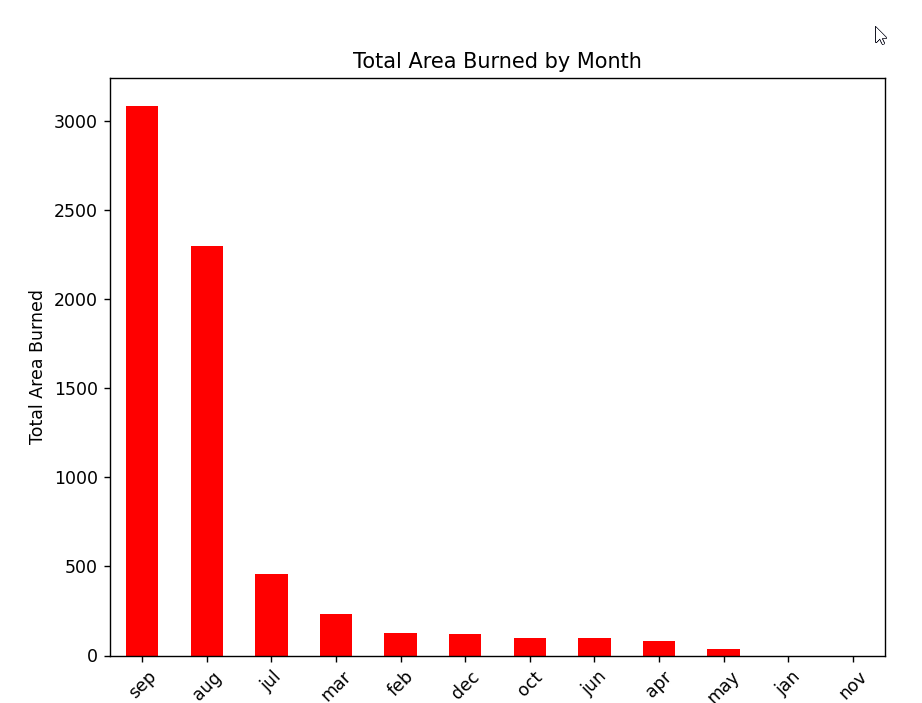 Total Area Burned by Month
Total Area Burned
3000
2500
2000
1500
1000
500
0
sep
aug
jul
mar
feb
dec
oct
jun
apr
may
jan
nov